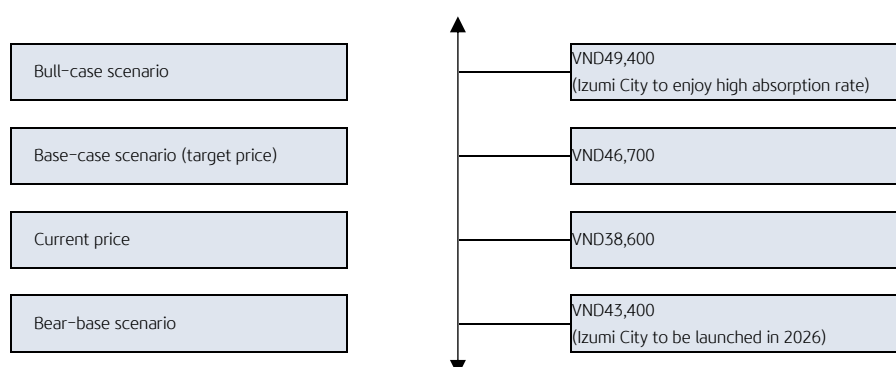 Bull-case scenario
VND49,400
(Izumi City to enjoy high absorption rate)
Base-case scenario (target price)
VND46,700
Current price
VND38,600
Bear-base scenario
VND43,400
(Izumi City to be launched in 2026)